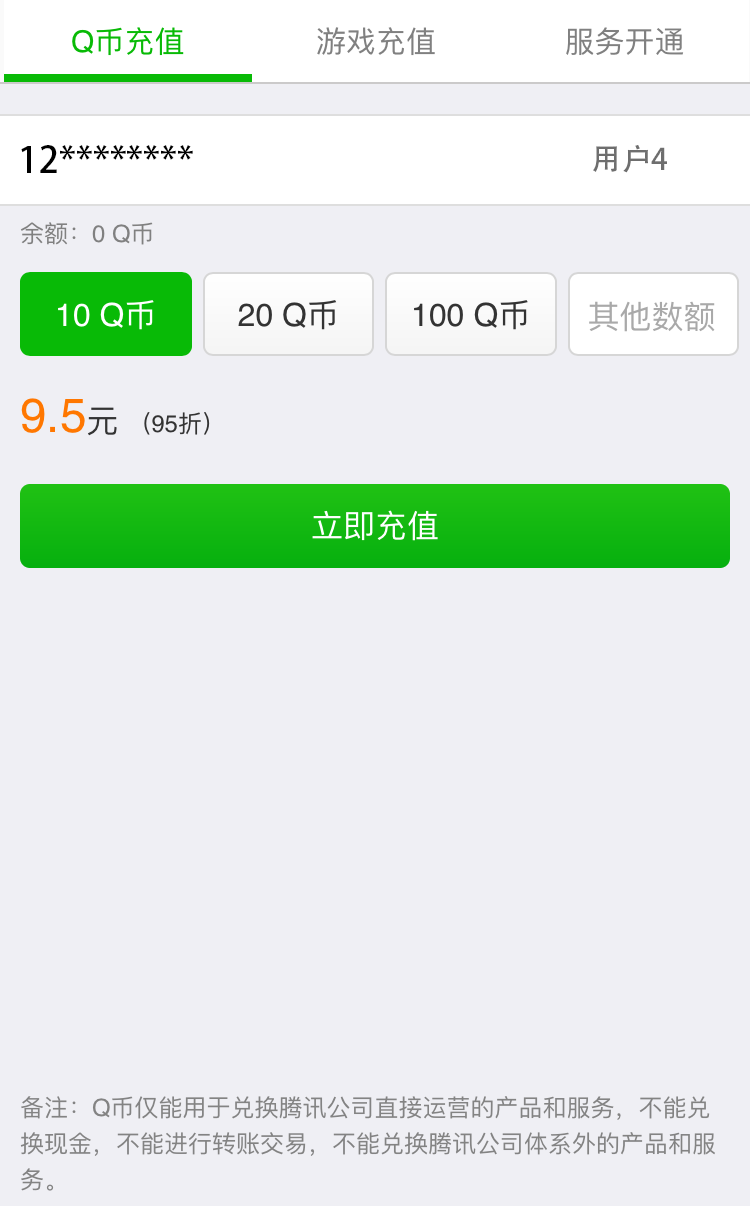 Q币充值 游戏充值 服务开通
12******** 用户4
余额：0 Q币
10 Q币 20 Q币 100 Q币 其他数额
9.5元 （95折）
立即充值
备注：Q币仅能用于兑换腾讯公司直接运营的产品和服务，不能兑
换现金，不能进行转账交易，不能兑换腾讯公司体系外的产品和服
务。